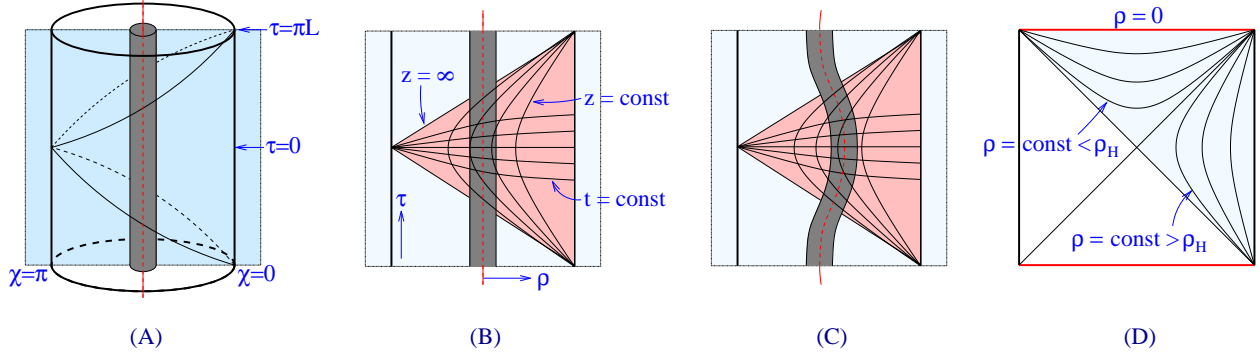 τ=πL
τ=0
χ=π
χ=0
(A)
z = ∞
z = const
τ
t = const
ρ
(B)
(C)
ρ=0
ρ = const < ρ_H
ρ = const > ρ_H
(D)